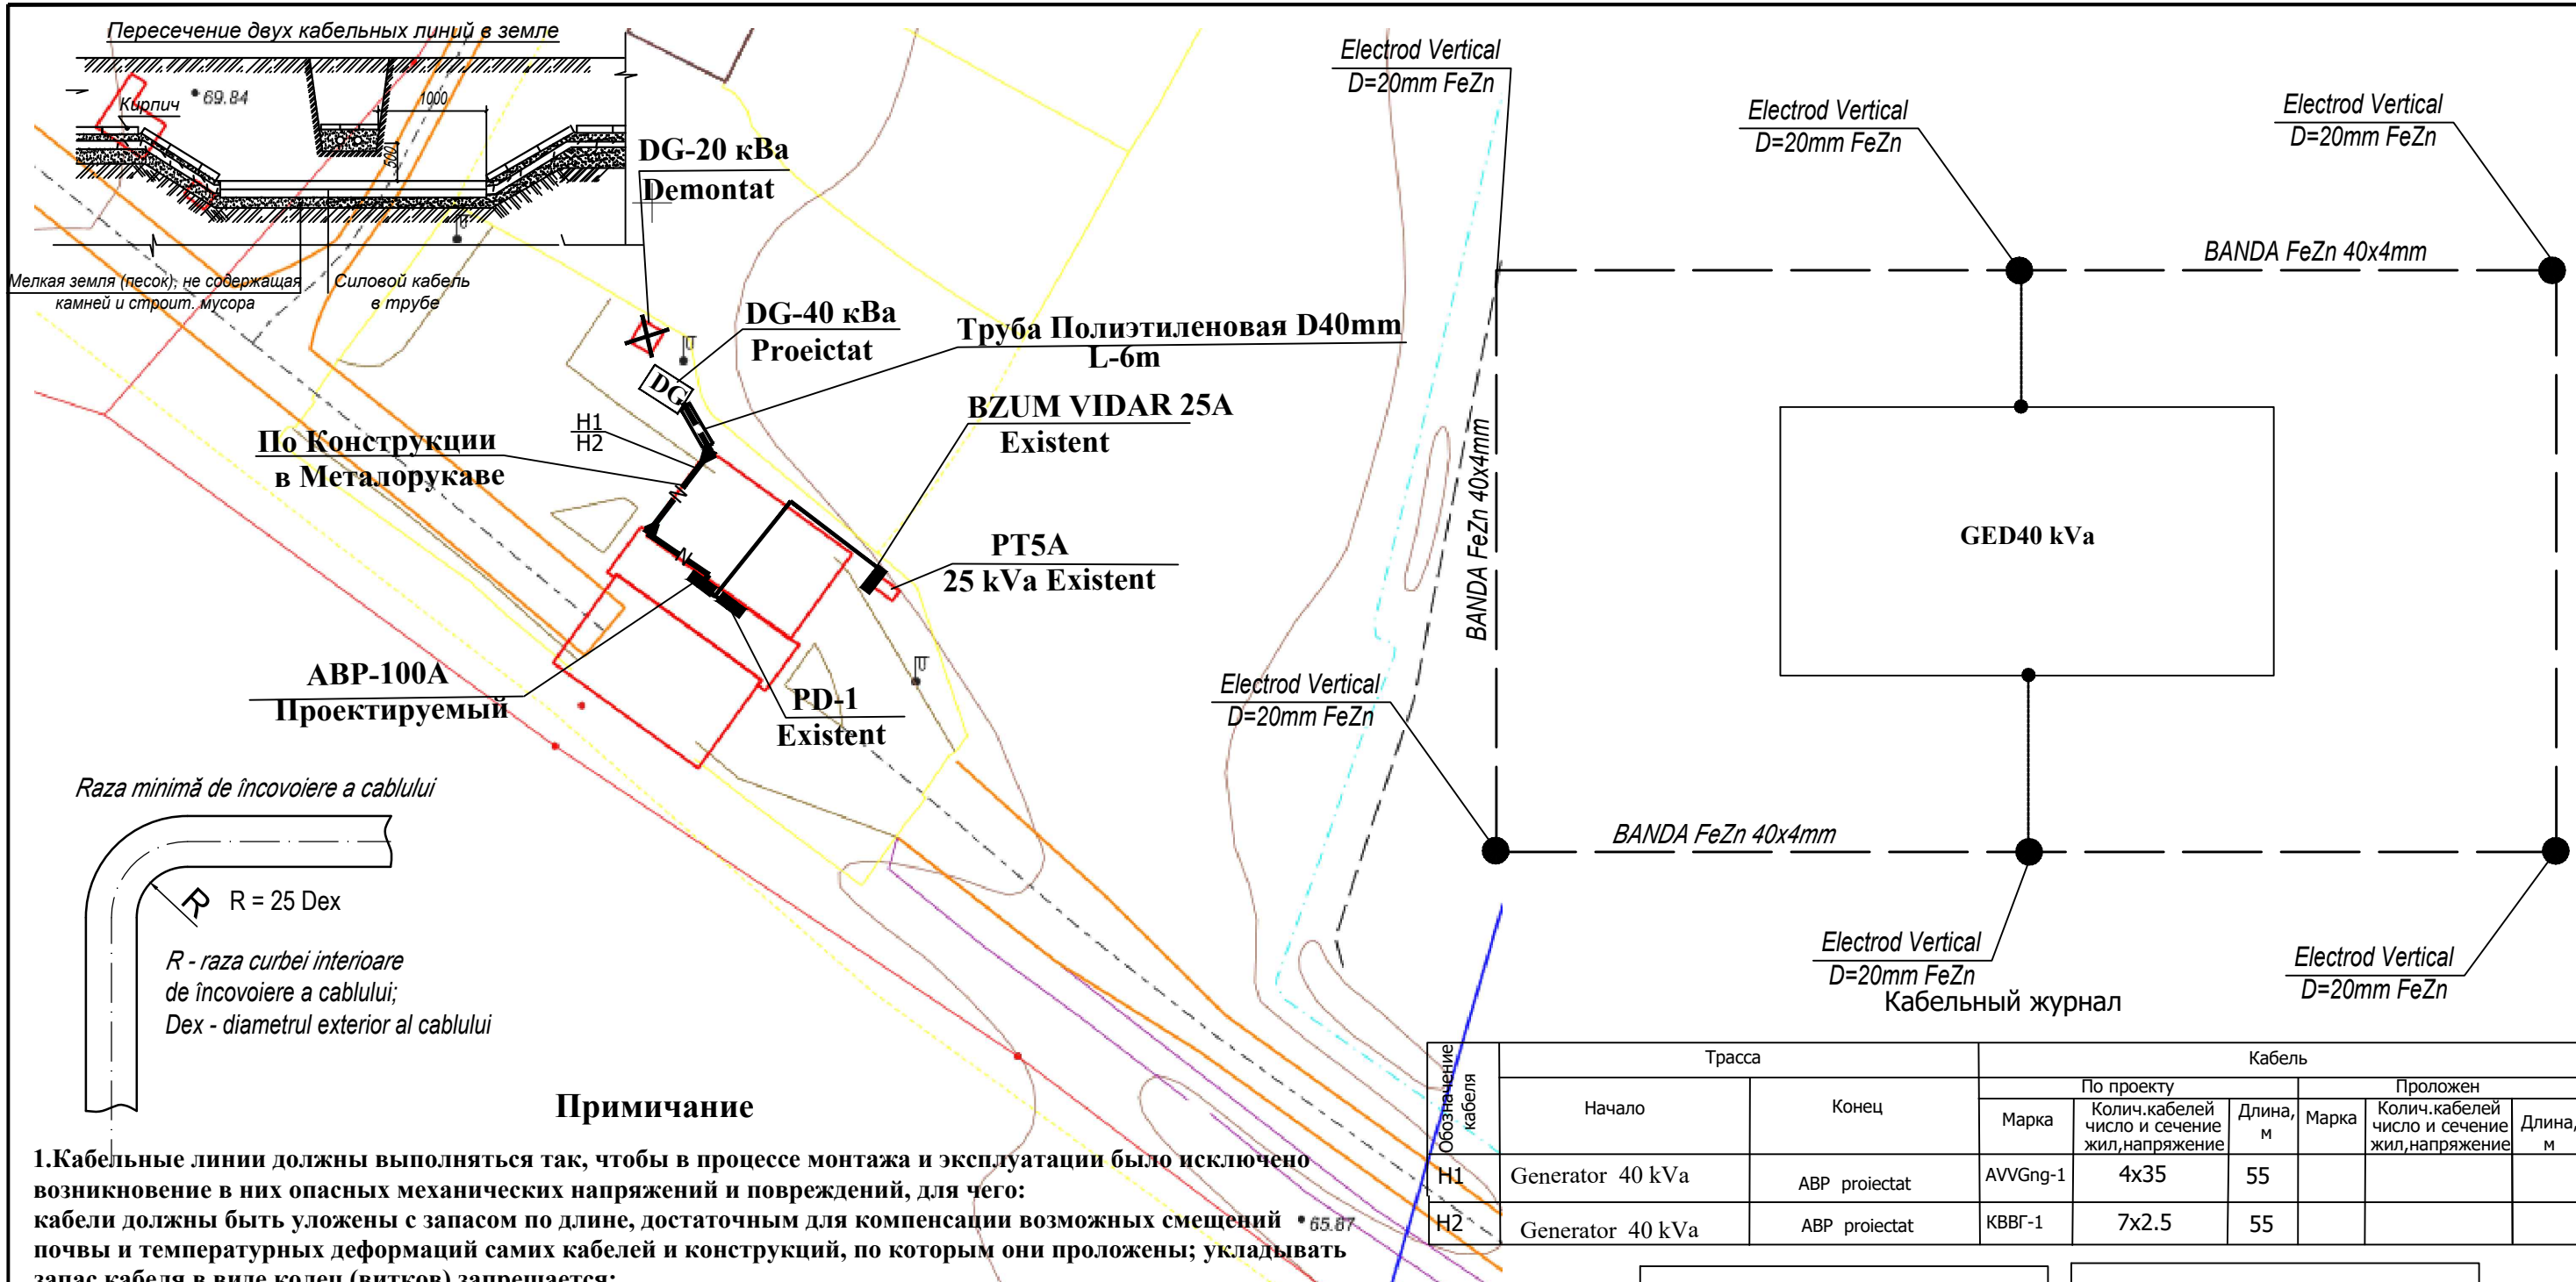 Пересечение двух кабельных линий в земле
Кирпич
69.84
1000
500
Мелкая земля (песок), не содержащая
камней и строит. мусора
Силовой кабель
в трубе
DG-20 кВа
Demontat
DG-40 кВа
Proeictat
DG
Труба Полиэтиленовая D40mm
L-6m
H1
H2
По Конструкции
в Металорукаве
BZUM VIDAR 25A
Existent
PT5A
25 kVa Existent
АВР-100А
Проектируемый
PD-1
Existent
Electrod Vertical
D=20mm FeZn
Electrod Vertical
D=20mm FeZn
Electrod Vertical
D=20mm FeZn
BANDA FeZn 40x4mm
BANDA FeZn 40x4mm
GED40 kVa
Electrod Vertical
D=20mm FeZn
BANDA FeZn 40x4mm
Electrod Vertical
D=20mm FeZn
Electrod Vertical
D=20mm FeZn
Raza minimă de încovoiere a cablului
R
R = 25 Dex
R - raza curbei interioare
de încovoiere a cablului;
Dex - diametrul exterior al cablului
Примичание
1.Кабельные линии должны выполняться так, чтобы в процессе монтажа и эксплуатации было исключено
возникновение в них опасных механических напряжений и повреждений, для чего:
кабели должны быть уложены с запасом по длине, достаточным для компенсации возможных смещений
почвы и температурных деформаций самих кабелей и конструкций, по которым они проложены; укладывать
запас кабеля в виде колец (витков) запрещается;
65.87
Кабельный журнал
Обозначение
кабеля
Трасса
Кабель
Начало
Конец
По проекту
Проложен
Марка
Колич.кабелей
число и сечение
жил,напряжение
Длина,
м
Марка
Колич.кабелей
число и сечение
жил,напряжение
Длина,
м
H1
Generator 40 kVa
АВР proiectat
AVVGng-1
4x35
55
H2
Generator 40 kVa
АВР proiectat
КВВГ-1
7x2.5
55